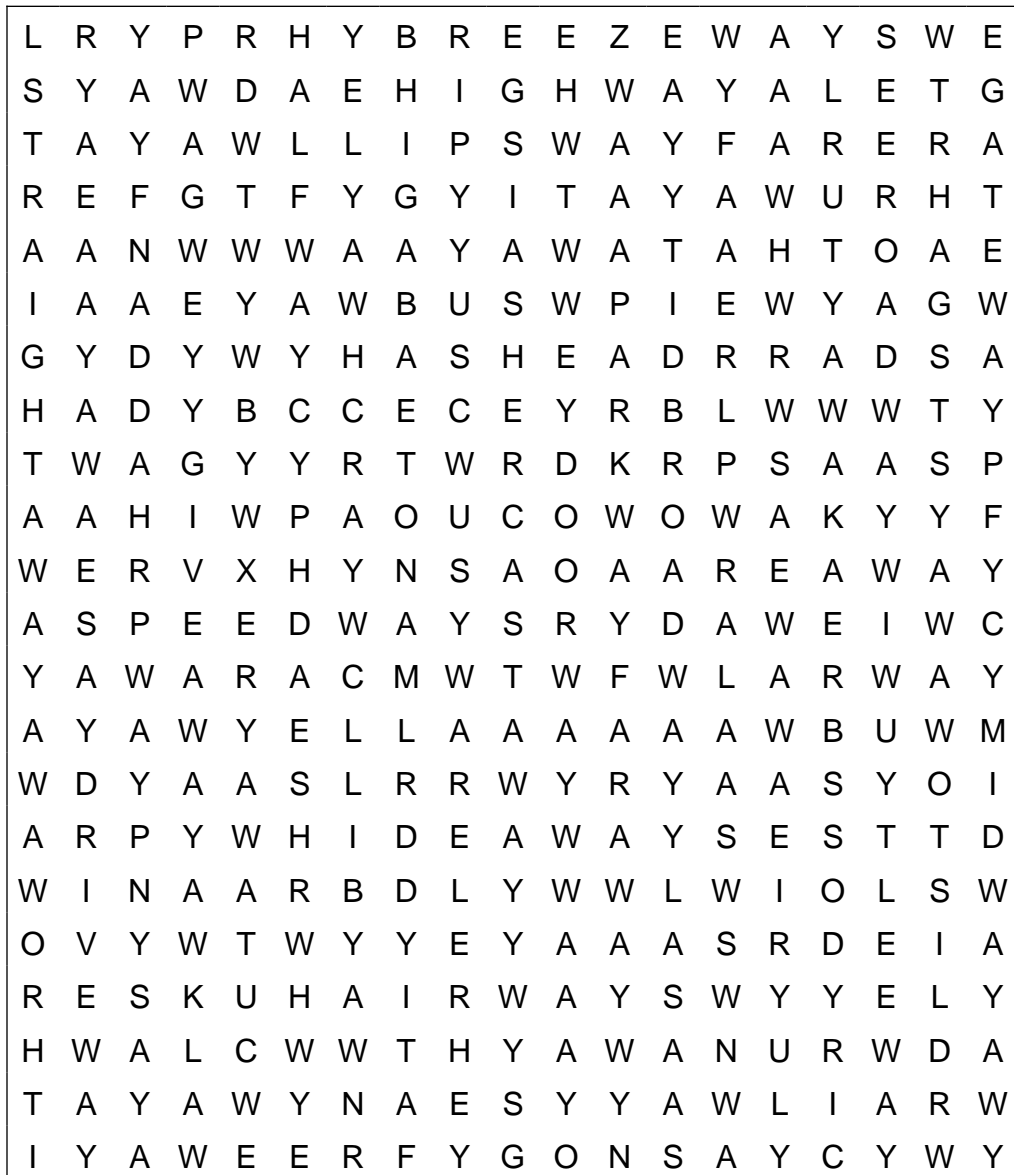 L R Y P R H Y B R E E Z E W A Y S W E
S Y A W D A E H I G H W A Y A L E T G
T A Y A W L L I P S W A Y F A R E R A
R E F G T F Y G Y I T A Y A W U R H T
A A N W W W A A Y A W A T A H T O A E
I A A E Y A W B U S W P I E W Y A G W
G Y D Y W Y H A S H E A D R R A D S A
H A D Y B C C E C E Y R B L W W W T Y
T W A G Y Y R T W R D K R P S A A S P
A A H I W P A O U C O W O W A K Y Y F
W E R V X H Y N S A O A A R E A W A Y
A S P E E D W A Y S R Y D A W E I W C
Y A W A R A C M W T W F W L A R W A Y
A Y A W Y E L L A A A A A A W B U W M
W D Y A A S L R R W Y R Y A A S Y O I
A R P Y W H I D E A W A Y S E S T T D
W I N A A R B D L Y W W L W I O L S W
O V Y W T W Y Y E Y A A A S R D E I A
R E S K U H A I R W A Y S W Y Y E L Y
H W A L C W W T H Y A W A N U R W D A
T A Y A W Y N A E S Y Y A W L I A R W
I Y A W E E R F Y G O N S A Y C Y W Y